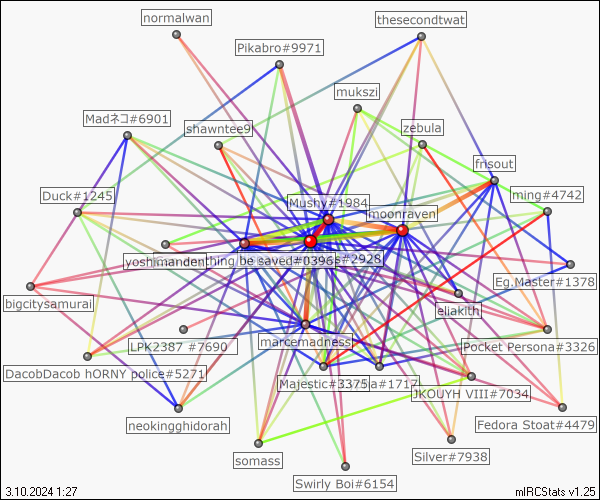 normalwan
thesecondtwat
Pikabro#9971
mukszi
Madネコ#6901
shawntee9
zebula
frisout
Duck#1245
Mushy#1984
ming#4742
moonraven
thing be saved#0396
#2928
bigcitysamurai
Eg.Master#1378
eliakith
LPK2387 #7690
marcemadness
Pocket Persona#3326
DacobDacob hORNY police#5271
Majestic#3375
a#1717
JKOUYH VIII#7034
neokingghidorah
Fedora Stoat#4479
somass
Silver#7938
Swirly Boi#6154
3.10.2024 1:27
mIRCStats v1.25